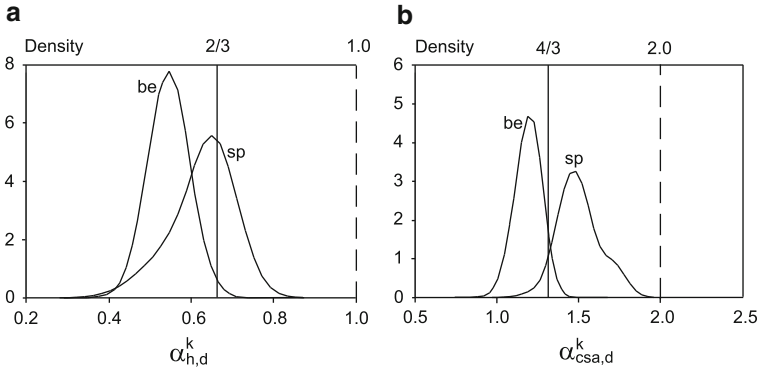 a
Density 2/3 1.0
8
be
6
sp
4
2
0
0.2 0.4 0.6 0.8 1.0
α k h,d
b
Density 4/3 2.0
6
5
be
4
sp
3
2
1
0
0.5 1.0 1.5 2.0 2.5
α k csa,d